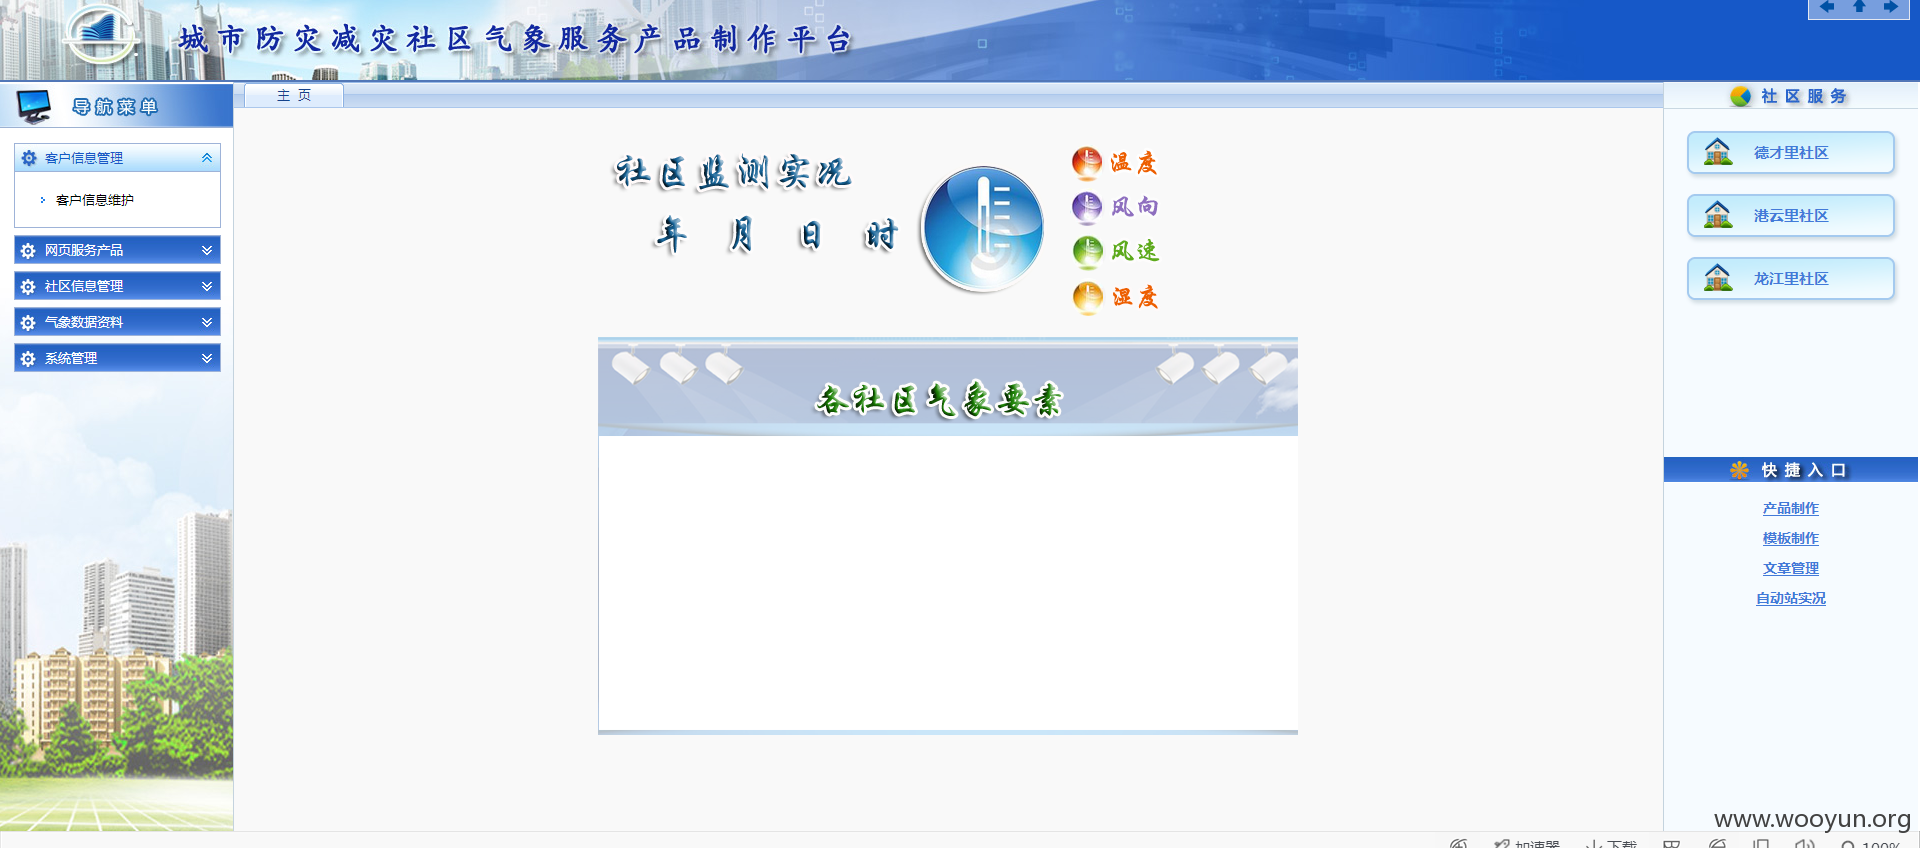 城市防灾减灾社区气象服务产品制作平台
导航菜单
主 页
社区服务
客户信息管理
客户信息维护
网页服务产品
社区信息管理
气象数据资料
系统管理
社区监测实况
年 月 日 时
温度
风向
风速
湿度
各社区气象要素
德才里社区
港云里社区
龙江里社区
快捷入口
产品制作
模板制作
文章管理
自动站实况
www.wooyun.org
加速器
下载
100%